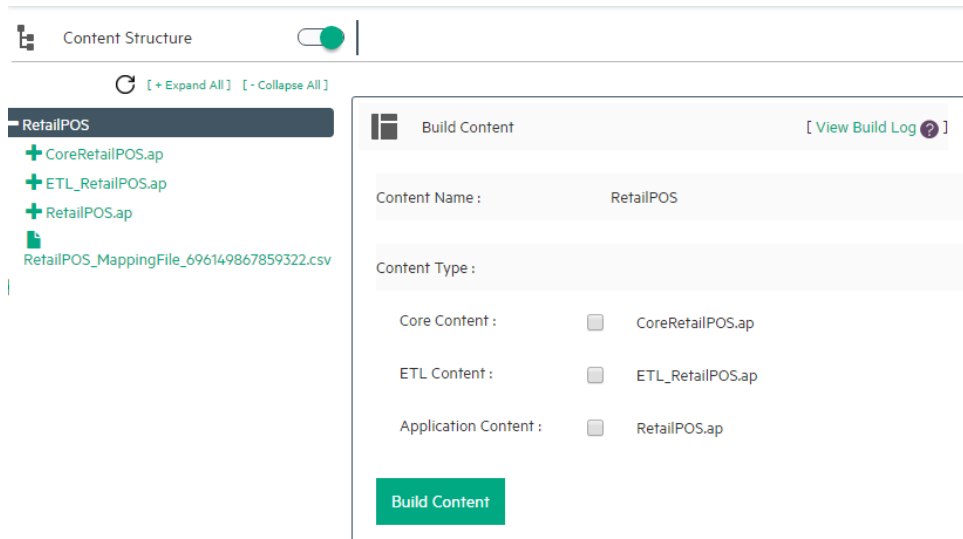 Content Structure
[ + Expand All ] [ - Collapse All ]
RetailPOS
CoreRetailPOS.ap
ETL_RetailPOS.ap
RetailPOS.ap
RetailPOS_MappingFile_696149867859322.csv
Build Content
[ View Build Log ? ]
Content Name :
RetailPOS
Content Type :
Core Content :
CoreRetailPOS.ap
ETL Content :
ETL_RetailPOS.ap
Application Content :
RetailPOS.ap
Build Content